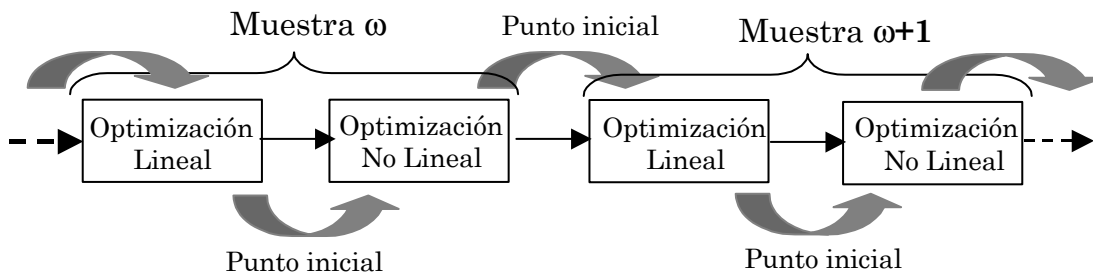 Muestra ω
Punto inicial
Muestra ω+1
Optimización
Lineal
Optimización
No Lineal
Optimización
Lineal
Optimización
No Lineal
Punto inicial
Punto inicial